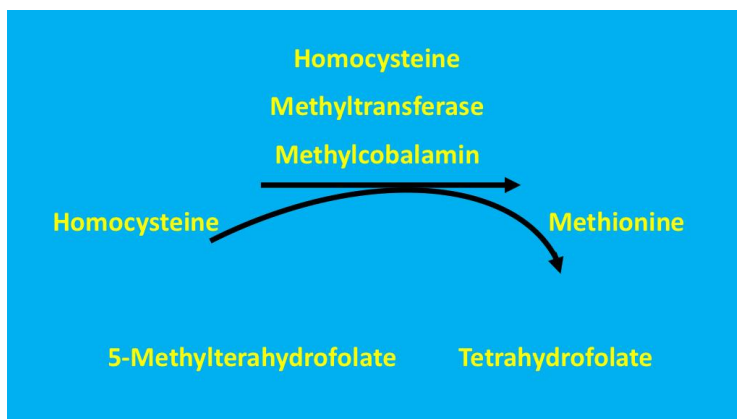 Homocysteine
Methyltransferase
Methylcobalamin
Homocysteine
Methionine
5-Methylterahydrofolate
Tetrahydrofolate